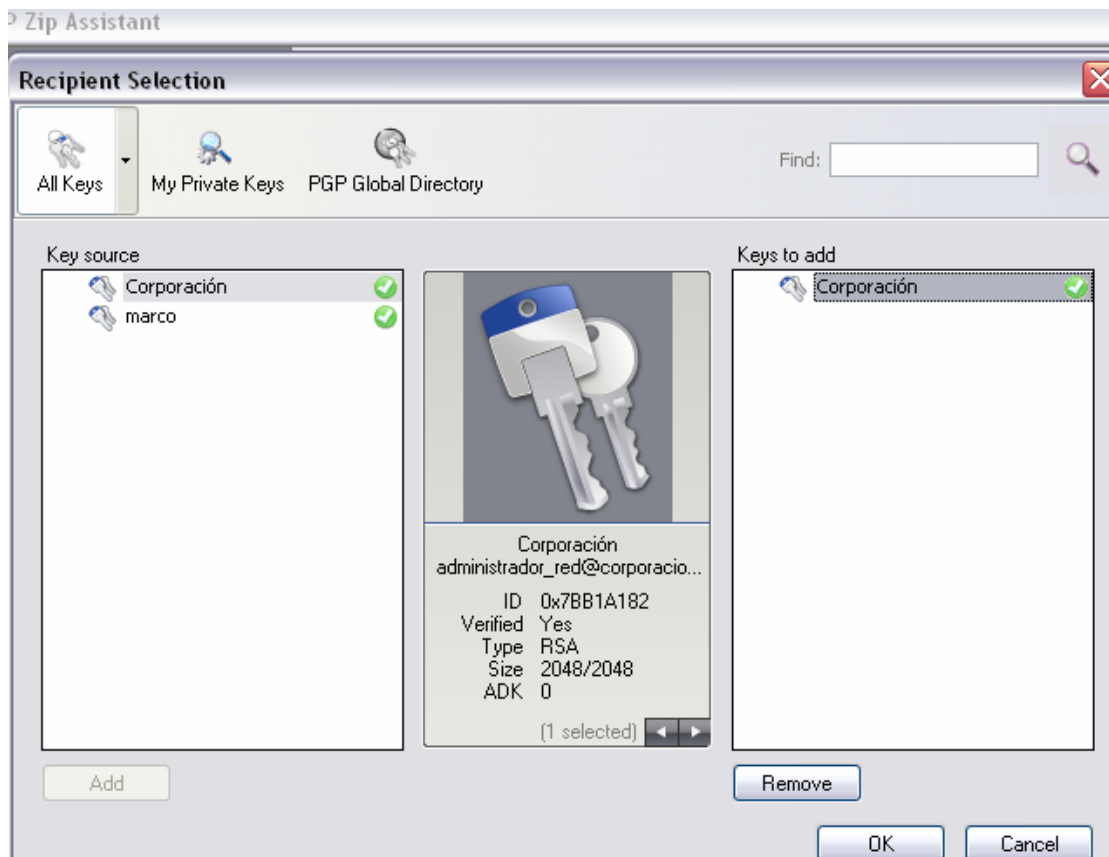 P Zip Assistant
Recipient Selection
All Keys
My Private Keys
PGP Global Directory
Find:
Key source
Keys to add
Corporación
marco
Corporación
Corporación
administrador_red@corporacio...
ID 0x7BB1A182
Verified Yes
Type RSA
Size 2048/2048
ADK 0
(1 selected)
Add
Remove
OK
Cancel